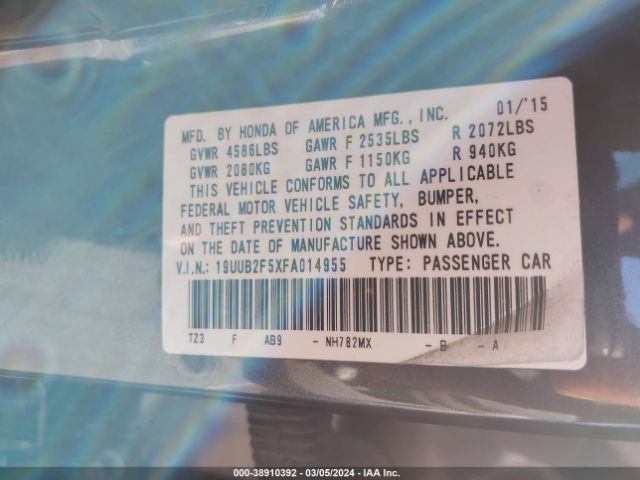 MFD. BY HONDA OF AMERICA MFG., INC. 01/'15
GVWR 4586LBS GAWR F 2535LBS R 2072LBS
GVWR 2080KG GAWR F 1150KG R 940KG
THIS VEHICLE CONFORMS TO ALL APPLICABLE
FEDERAL MOTOR VEHICLE SAFETY, BUMPER,
AND THEFT PREVENTION STANDARDS IN EFFECT
ON THE DATE OF MANUFACTURE SHOWN ABOVE.
V.I.N.: 19UUB2F5XFA014955 TYPE: PASSENGER CAR
TZ3 F AB9 - NH782MX - B - A
000-38910392 - 03/05/2024 - IAA Inc.